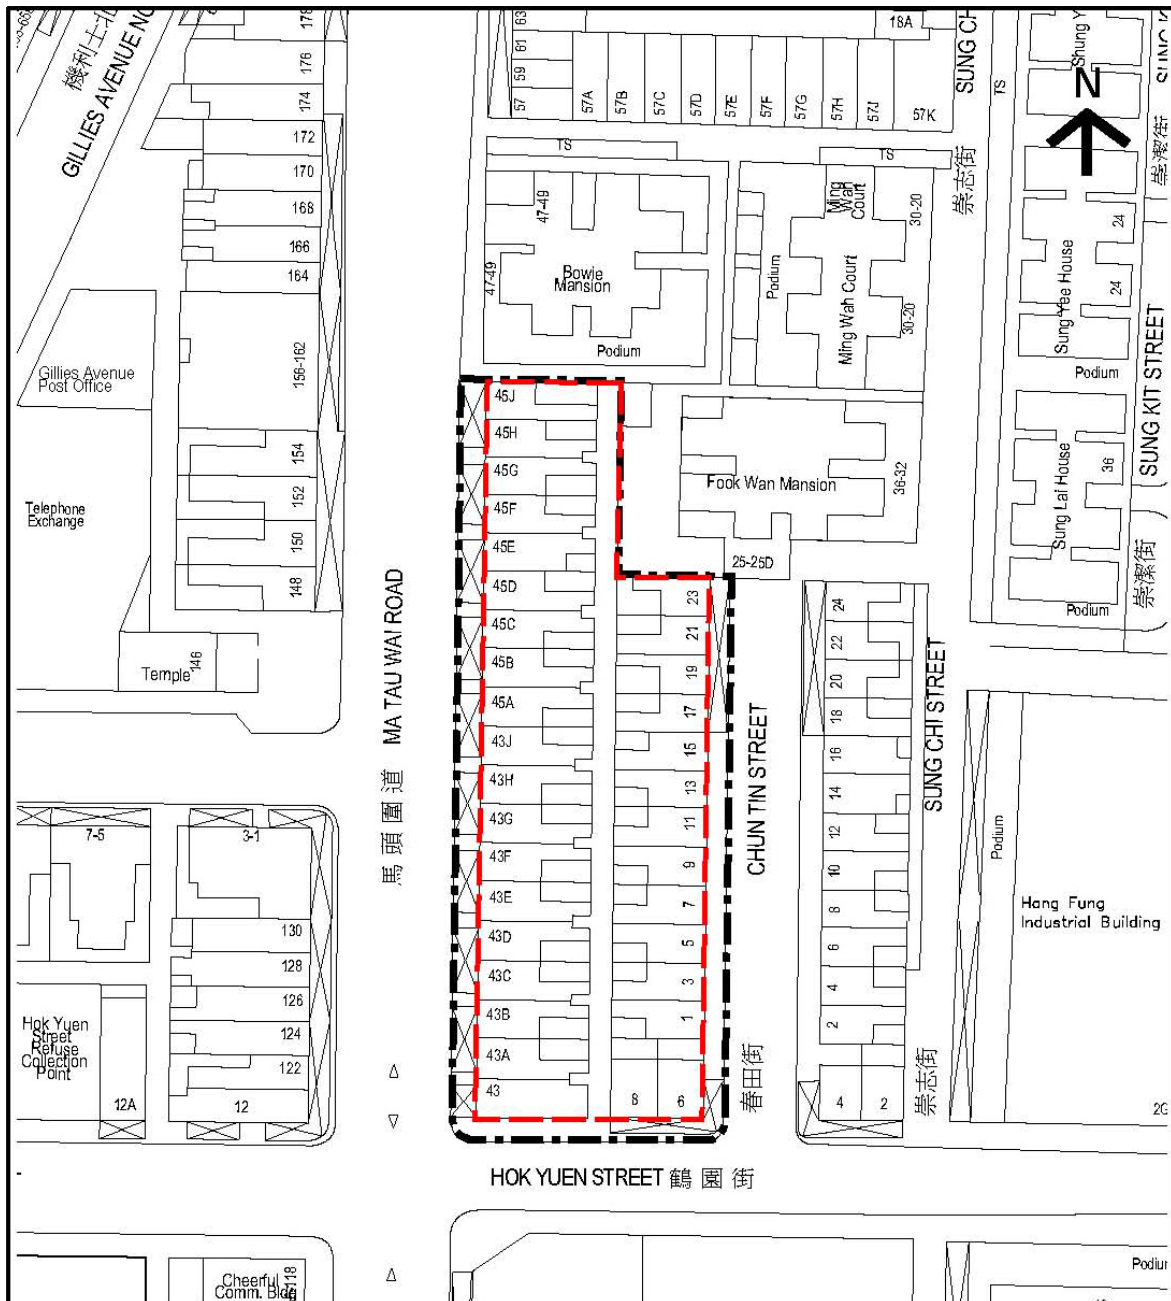 機利士北
GILLIES AVENUE NO
178
176
174
172
170
168
166
164
156-162
154
152
150
148
Gillies Avenue
Post Office
Telephone
Exchange
Temple
146
63
61
59
57
57A
57B
57C
57D
57E
57F
57G
57H
57J
57K
18A
SUNG CH
崇志街
TS
TS
TS
Shung Y
N
崇潔街
47-49
47-49
Bowie
Mansion
Podium
Ming
Wah
Court
Ming Wah Court
Podium
30-20
30-20
24
24
Sung Yee House
Podium
SUNG KIT STREET
Sung Lai House
36
崇潔街
Podium
Fook Wan Mansion
36-32
25-25D
45J
45H
45G
45F
45E
45D
45C
45B
45A
43J
43H
43G
43F
43E
43D
43C
43B
43A
43
23
21
19
17
15
13
11
9
7
5
3
1
8
6
馬頭圍道 MA TAU WAI ROAD
CHUN TIN STREET
春田街
24
22
20
18
16
14
12
10
8
6
4
2
4
2
SUNG CHI STREET
崇志街
Podium
Hang Fung
Industrial Building
7-5
3-1
130
128
126
124
122
12
12A
Hok Yuen
Street
Refuse
Collection
Point
HOK YUEN STREET 鶴園街
Cheerful
Comm. Bldg
118
Podiur